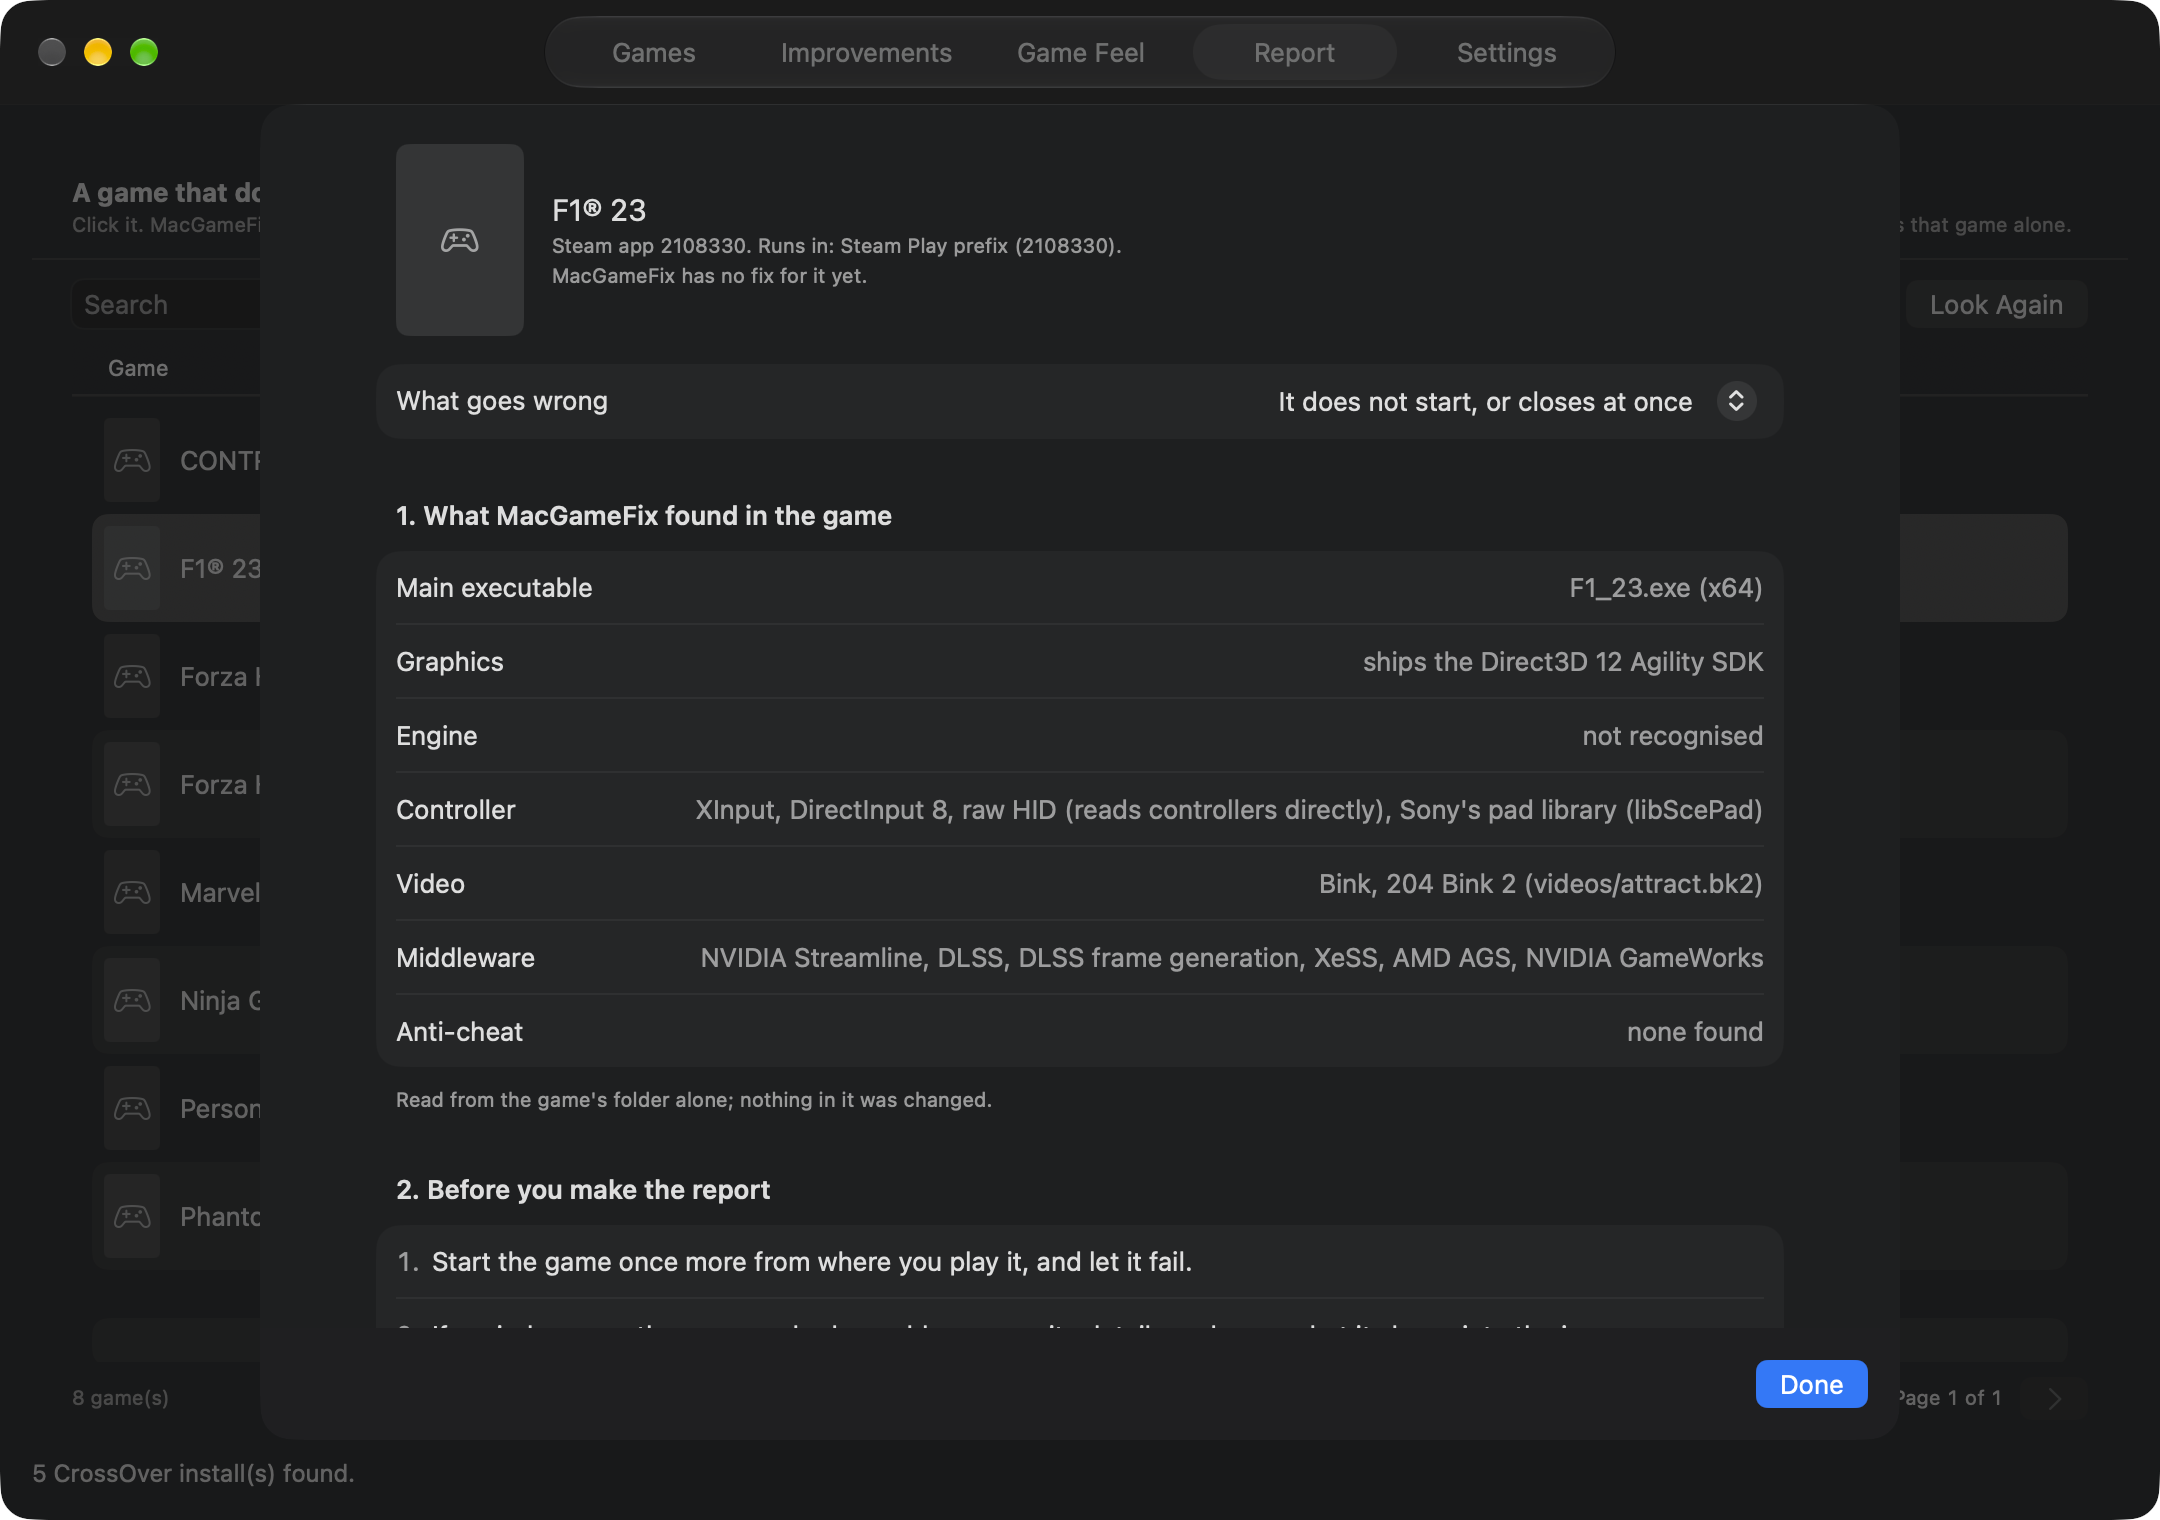 Games
Improvements
Game Feel
Report
Settings
A game that do
Click it. MacGameFi
s that game alone.
Search
Look Again
Game
CONTR
F1® 23
Forza H
Forza H
Marvel
Ninja G
Person
Phanto
F1® 23
Steam app 2108330. Runs in: Steam Play prefix (2108330).
MacGameFix has no fix for it yet.
What goes wrong
It does not start, or closes at once
1. What MacGameFix found in the game
Main executable F1_23.exe (x64)
Graphics ships the Direct3D 12 Agility SDK
Engine not recognised
Controller XInput, DirectInput 8, raw HID (reads controllers directly), Sony's pad library (libScePad)
Video Bink, 204 Bink 2 (videos/attract.bk2)
Middleware NVIDIA Streamline, DLSS, DLSS frame generation, XeSS, AMD AGS, NVIDIA GameWorks
Anti-cheat none found
Read from the game's folder alone; nothing in it was changed.
2. Before you make the report
1. Start the game once more from where you play it, and let it fail.
Done
8 game(s)
Page 1 of 1
5 CrossOver install(s) found.